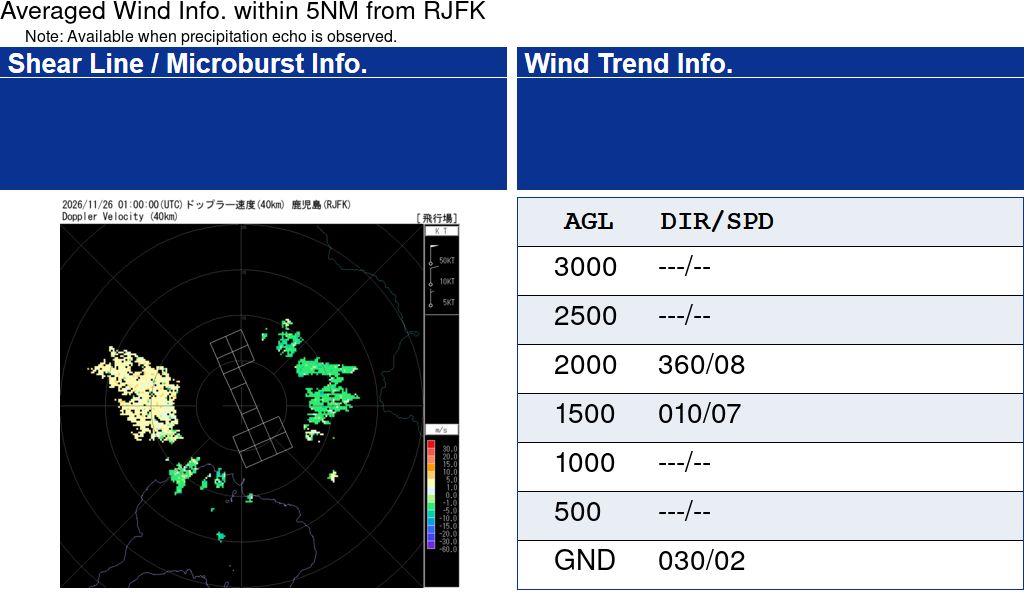 Averaged Wind Info. within 5NM from RJFK
Note: Available when precipitation echo is observed.
Shear Line / Microburst Info.
Wind Trend Info.
2026/11/26 01:00:00(UTC) ドップラー速度(40km) 鹿児島(RJFK)
Doppler Velocity (40km)
[飛行場]
K T
50KT
10KT
5KT
m/s
30.0
20.0
15.0
10.0
5.0
1.0
0.0
-1.0
-5.0
-10.0
-15.0
-20.0
-30.0
-60.0
AGL DIR/SPD
3000 ---/--
2500 ---/--
2000 360/08
1500 010/07
1000 ---/--
500 ---/--
GND 030/02